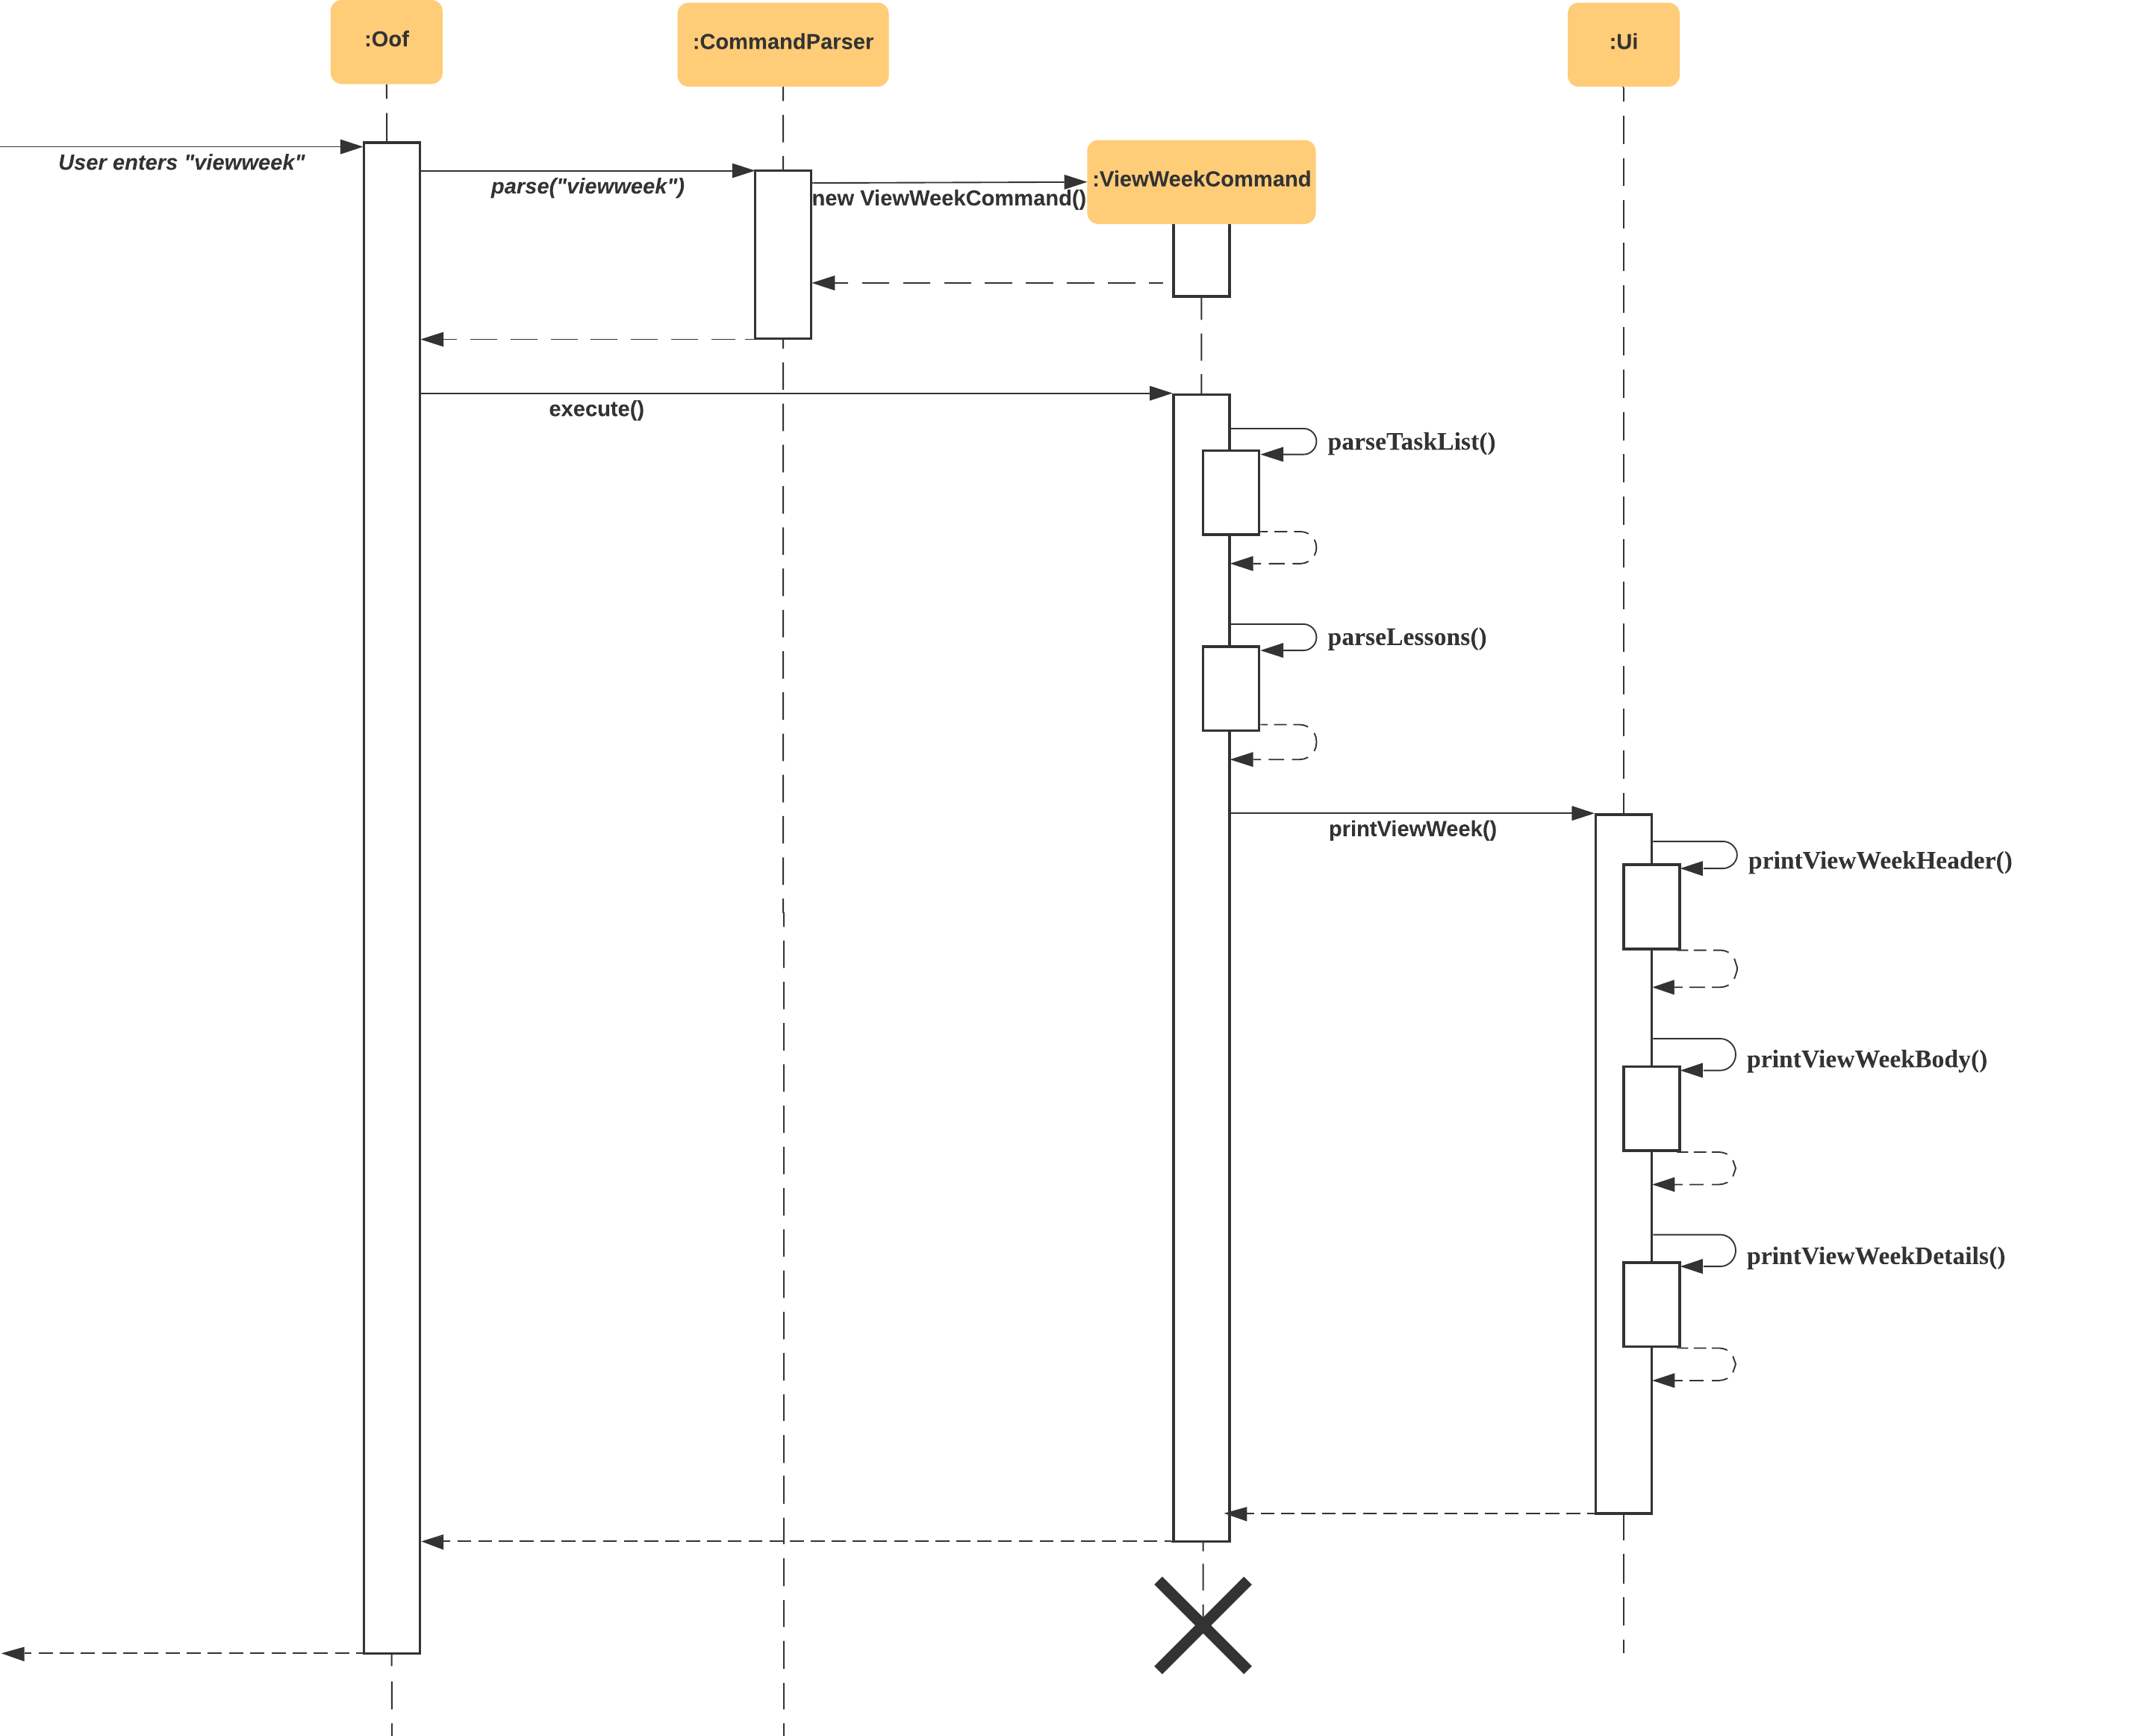 :Oof
:CommandParser
:Ui
User enters "viewweek"
parse("viewweek")
new ViewWeekCommand()
:ViewWeekCommand
execute()
parseTaskList()
parseLessons()
printViewWeek()
printViewWeekHeader()
printViewWeekBody()
printViewWeekDetails()